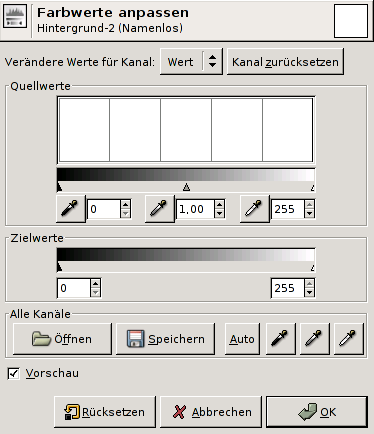 Farbwerte anpassen
Hintergrund-2 (Namenlos)
Verändere Werte für Kanal: Wert Kanal zurücksetzen
Quellwerte
0 1,00 255
Zielwerte
0 255
Alle Kanäle
Öffnen Speichern Auto
Vorschau
Rücksetzen Abbrechen OK